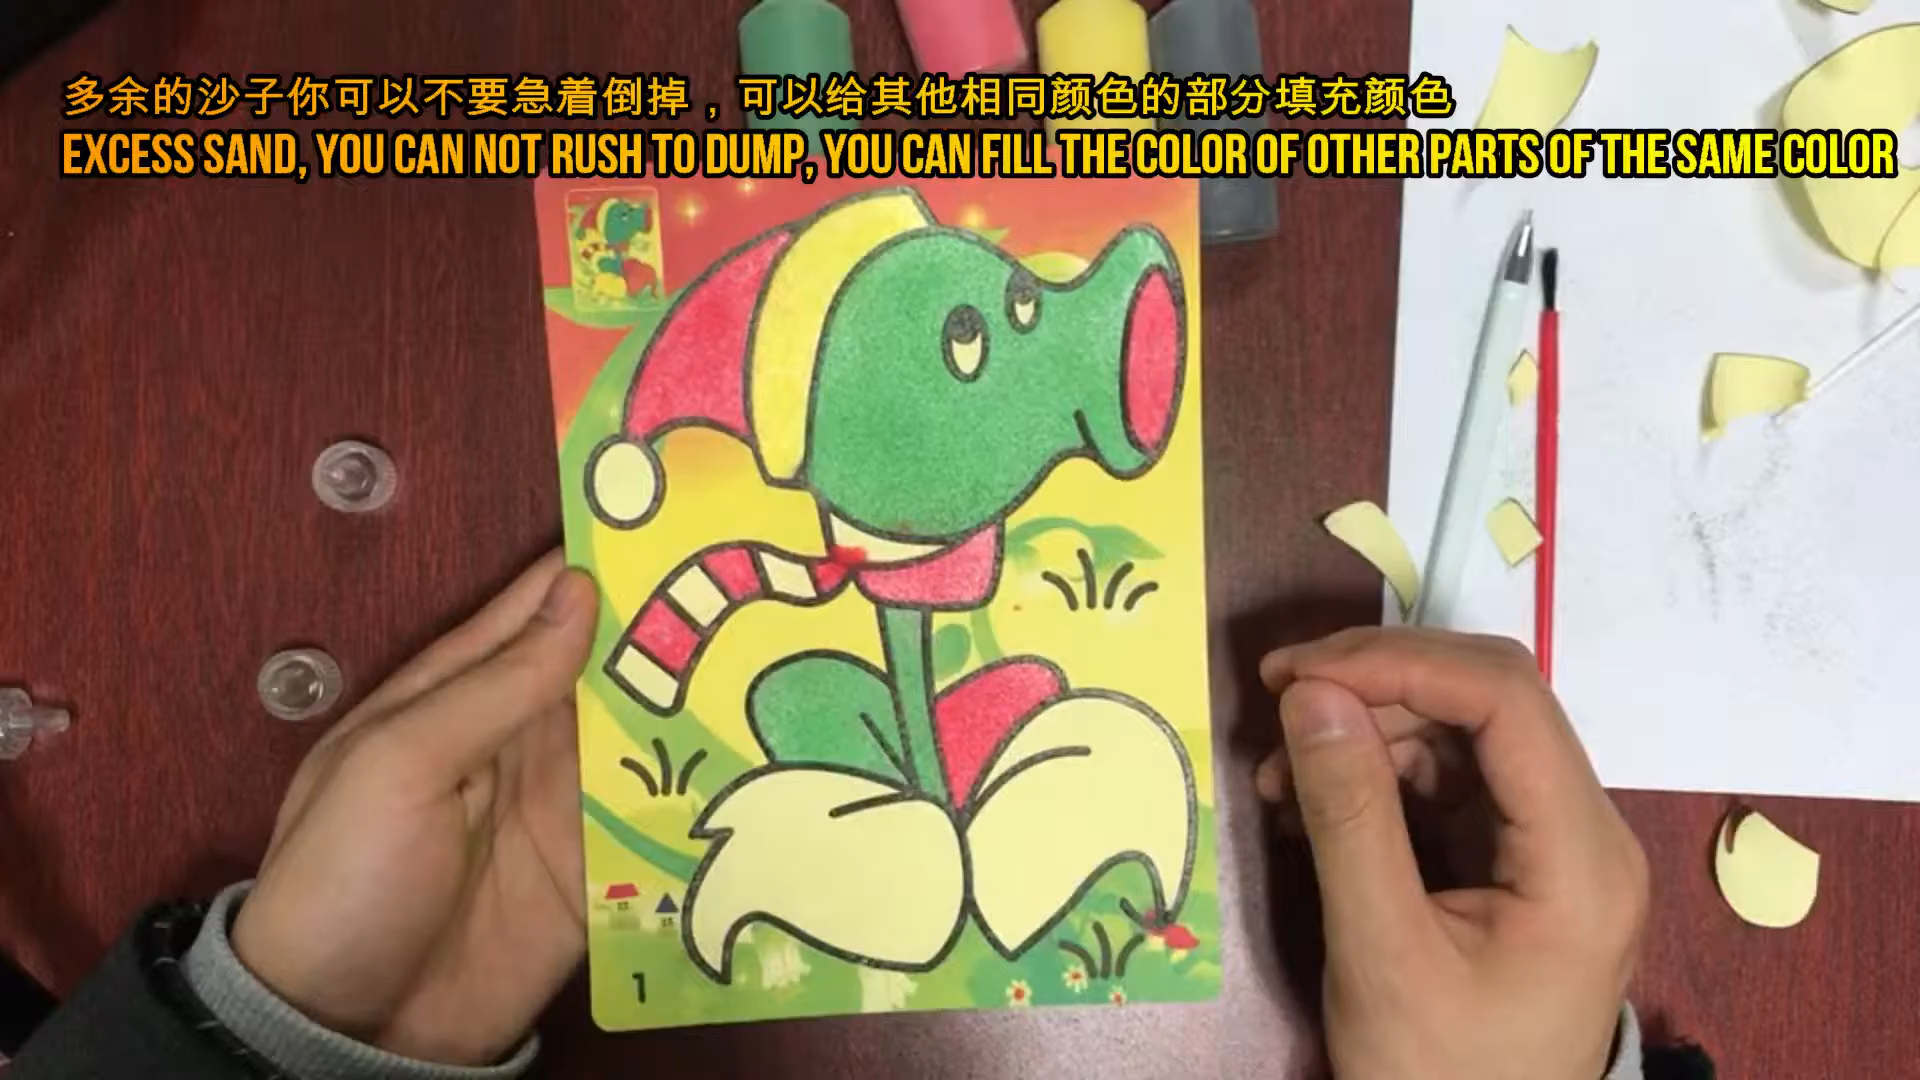 多余的沙子你可以不要急着倒掉，可以给其他相同颜色的部分填充颜色
EXCESS SAND, YOU CAN NOT RUSH TO DUMP, YOU CAN FILL THE COLOR OF OTHER PARTS OF THE SAME COLOR
1